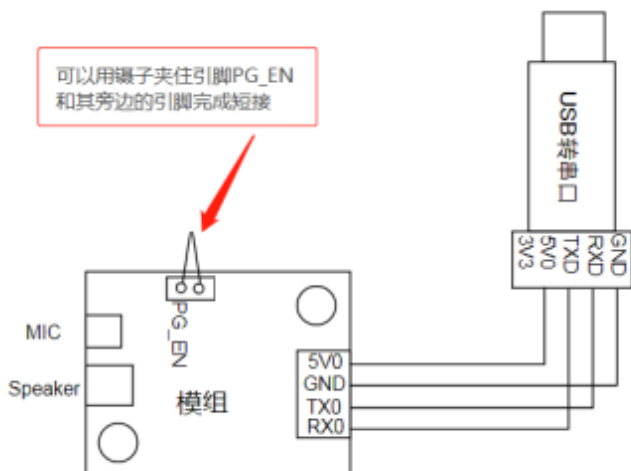 可以用镊子夹住引脚PG_EN
和其旁边的引脚完成短接
USB转串口
3V3
5V0
TXD
RXD
GND
PG_EN
MIC
Speaker
模组
5V0
GND
TX0
RX0